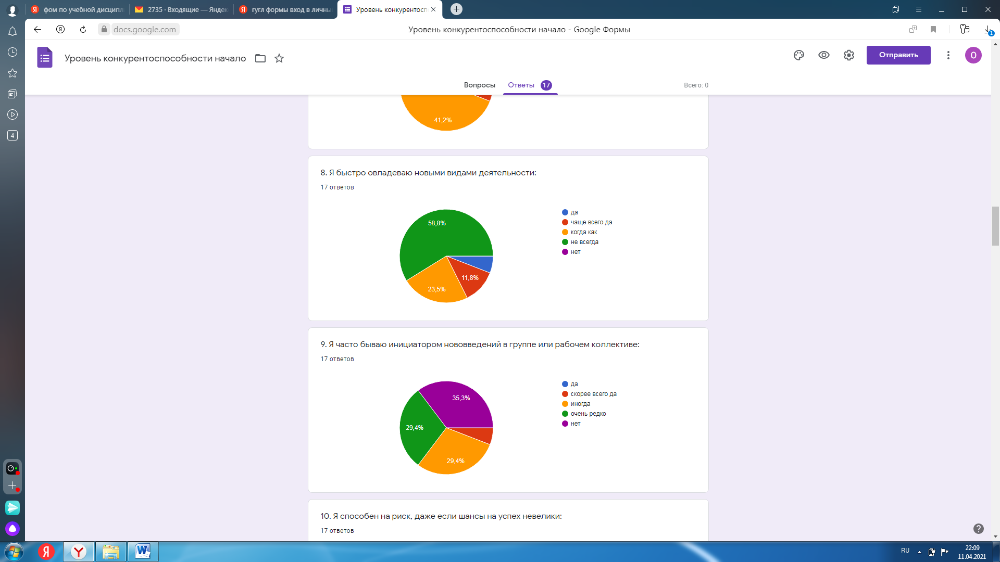 фом по учебной дисципл
2735 · Входящие — Яндек
гугл формы вход в личны
Уровень конкурентосп
docs.google.com
Уровень конкурентоспособности начало - Google Формы
1
Уровень конкурентоспособности начало
Отправить
О
Вопросы
Ответы 17
Всего: 0
4
41,2%
8. Я быстро овладеваю новыми видами деятельности:
17 ответов
58,8%
11,8%
23,5%
да
чаще всего да
когда как
не всегда
нет
9. Я часто бываю инициатором нововведений в группе или рабочем коллективе:
17 ответов
35,3%
29,4%
29,4%
да
скорее всего да
иногда
очень редко
нет
10. Я способен на риск, даже если шансы на успех невелики:
17 ответов
RU
22:09
11.04.2021